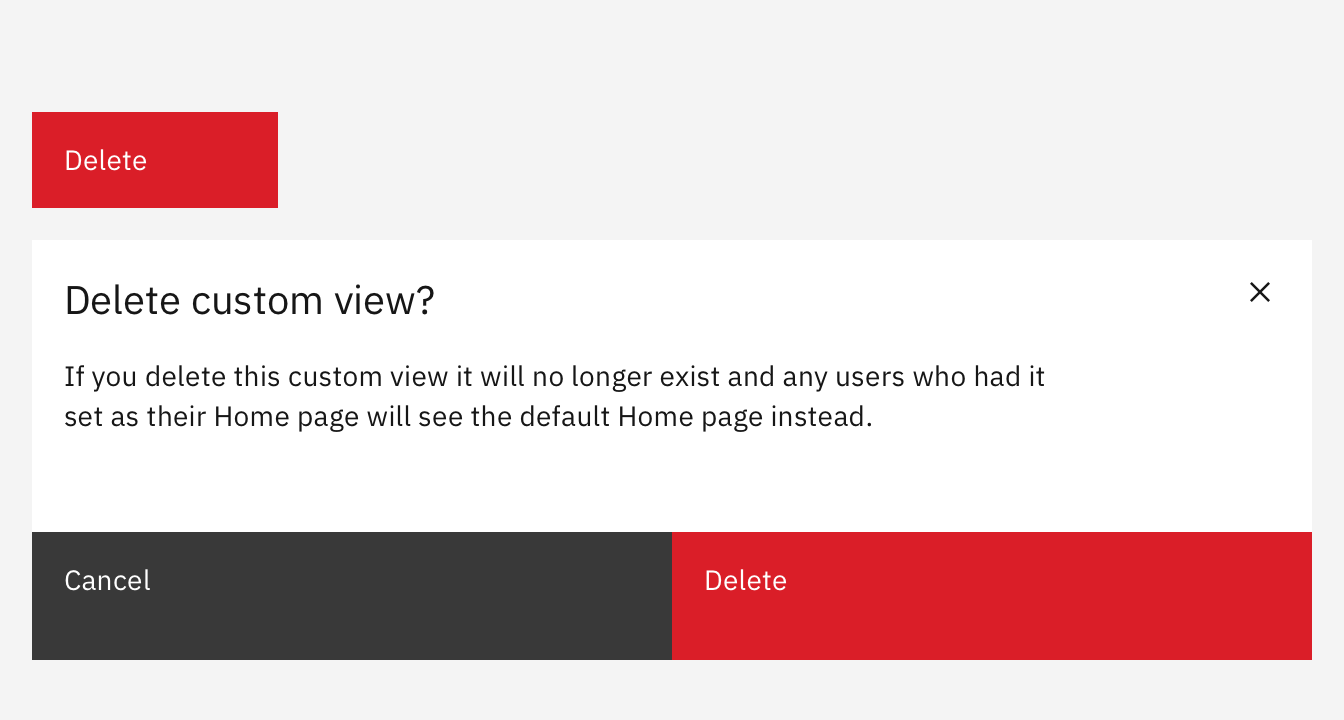 Delete
Delete custom view?
If you delete this custom view it will no longer exist and any users who had it
set as their Home page will see the default Home page instead.
Cancel
Delete